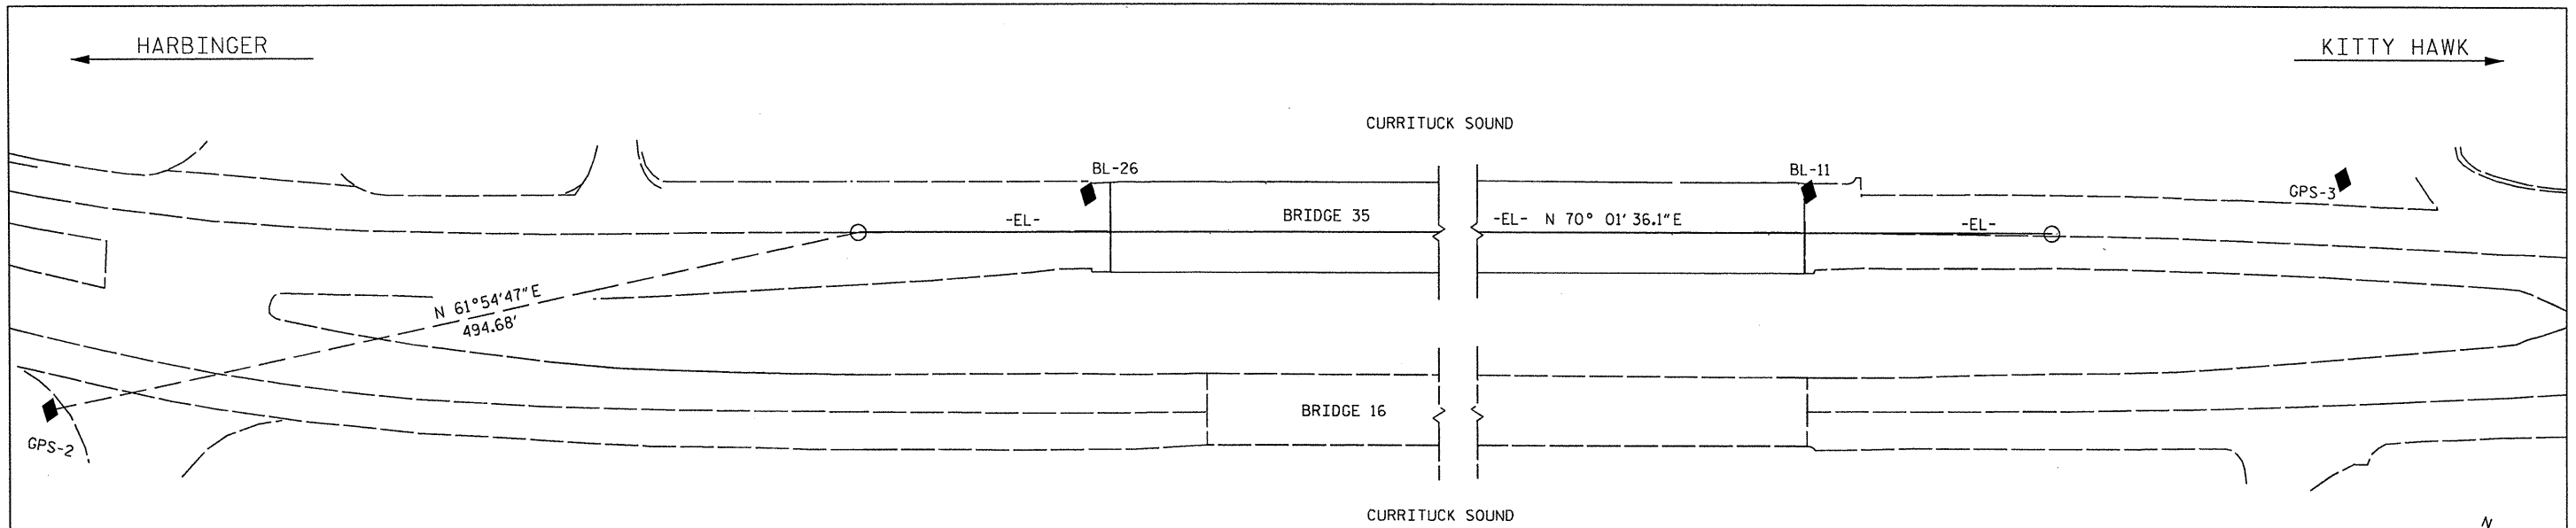 HARBINGER
KITTY HAWK
CURRITUCK SOUND
BL-26
BL-11
GPS-3
-EL-
BRIDGE 35
-EL- N 70° 01' 36.1"E
-EL-
N 61°54'47"E
494.68'
BRIDGE 16
GPS-2
CURRITUCK SOUND
N